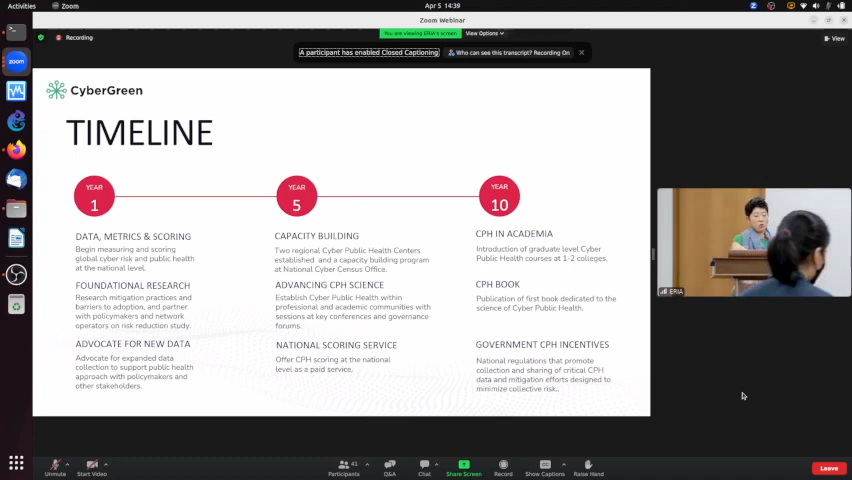 Activities
Zoom
Apr 5 14:39
Zoom Webinar
Recording
You are viewing ERIA's screen
View Options
View
A participant has enabled Closed Captioning
Who can see this transcript? Recording On
CyberGreen
TIMELINE
YEAR
1
YEAR
5
YEAR
10
DATA, METRICS & SCORING
Begin measuring and scoring
global cyber risk and public health
at the national level.
FOUNDATIONAL RESEARCH
Research mitigation practices and
barriers to adoption, and partner
with policymakers and network
operators on risk reduction study.
ADVOCATE FOR NEW DATA
Advocate for expanded data
collection to support public health
approach with policymakers and
other stakeholders.
CAPACITY BUILDING
Two regional Cyber Public Health Centers
established and a capacity building program
at National Cyber Census Office.
ADVANCING CPH SCIENCE
Establish Cyber Public Health within
professional and academic communities with
sessions at key conferences and governance
forums.
NATIONAL SCORING SERVICE
Offer CPH scoring at the national
level as a paid service.
CPH IN ACADEMIA
Introduction of graduate level Cyber
Public Health courses at 1-2 colleges.
CPH BOOK
Publication of first book dedicated to the
science of Cyber Public Health.
GOVERNMENT CPH INCENTIVES
National regulations that promote
collection and sharing of critical CPH
data and mitigation efforts designed to
minimize collective risk..
ERIA
zoom
Unmute
Start Video
41
Participants
Q&A
Chat
Share Screen
Record
Show Captions
Raise Hand
Leave